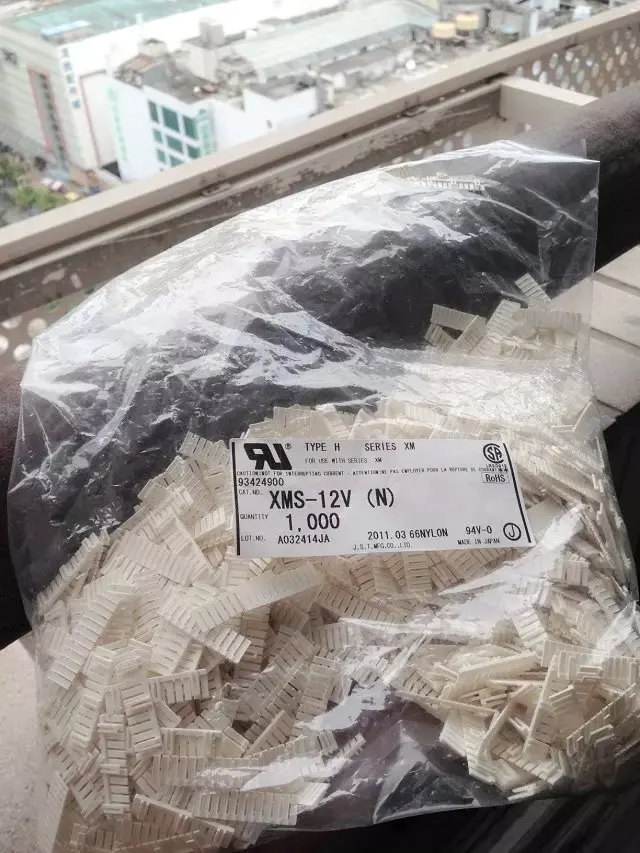 TYPE H SERIES XM
FOR USE WITH SERIES XM
CAUTION:NOT FOR INTERRUPTING CURRENT - ATTENTION:NE PAS EMPLOYER POUR LA RUPTURE DE COURANT
93424900
RoHS
CAT.NO. XMS-12V (N)
QUANTITY 1,000
LOT.NO. A032414JA 2011.03 66NYLON 94V-0 J
J.S.T.MFG.CO.,LTD. MADE IN JAPAN